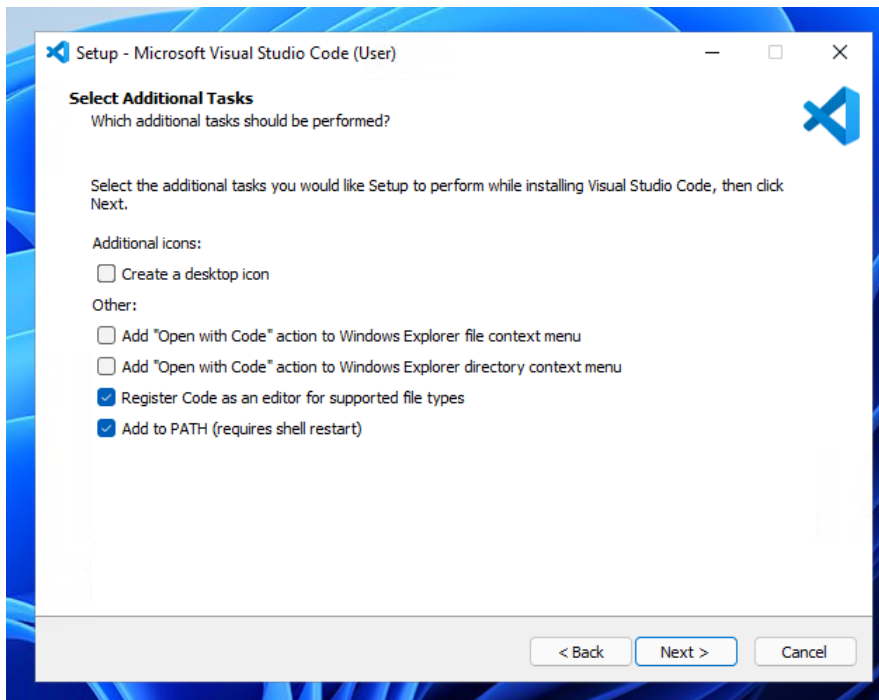 Setup - Microsoft Visual Studio Code (User)
Select Additional Tasks
Which additional tasks should be performed?
Select the additional tasks you would like Setup to perform while installing Visual Studio Code, then click
Next.
Additional icons:
Create a desktop icon
Other:
Add "Open with Code" action to Windows Explorer file context menu
Add "Open with Code" action to Windows Explorer directory context menu
Register Code as an editor for supported file types
Add to PATH (requires shell restart)
< Back
Next >
Cancel